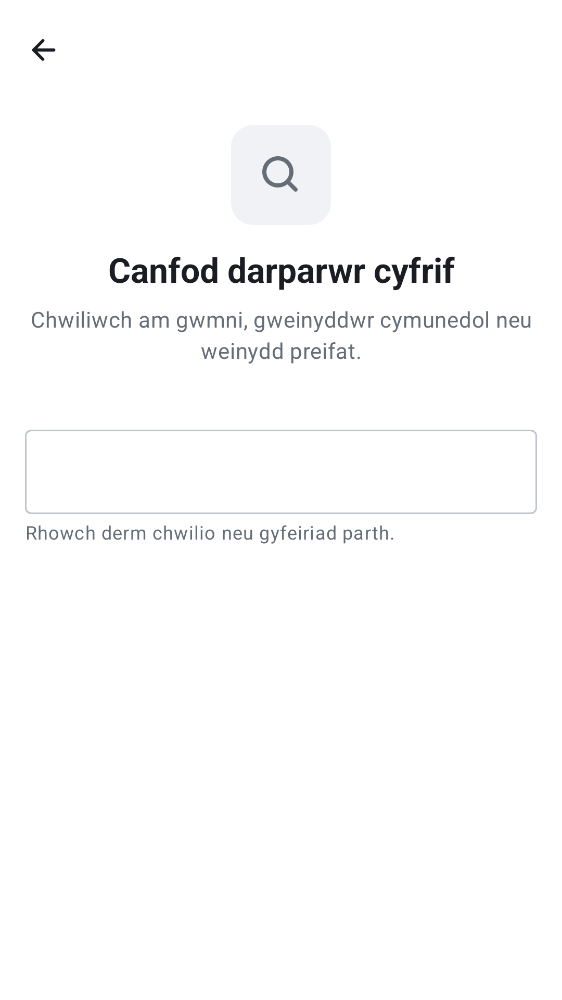 Canfod darparwr cyfrif
Chwiliwch am gwmni, gweinyddwr cymunedol neu
weinydd preifat.
Rhowch derm chwilio neu gyfeiriad parth.